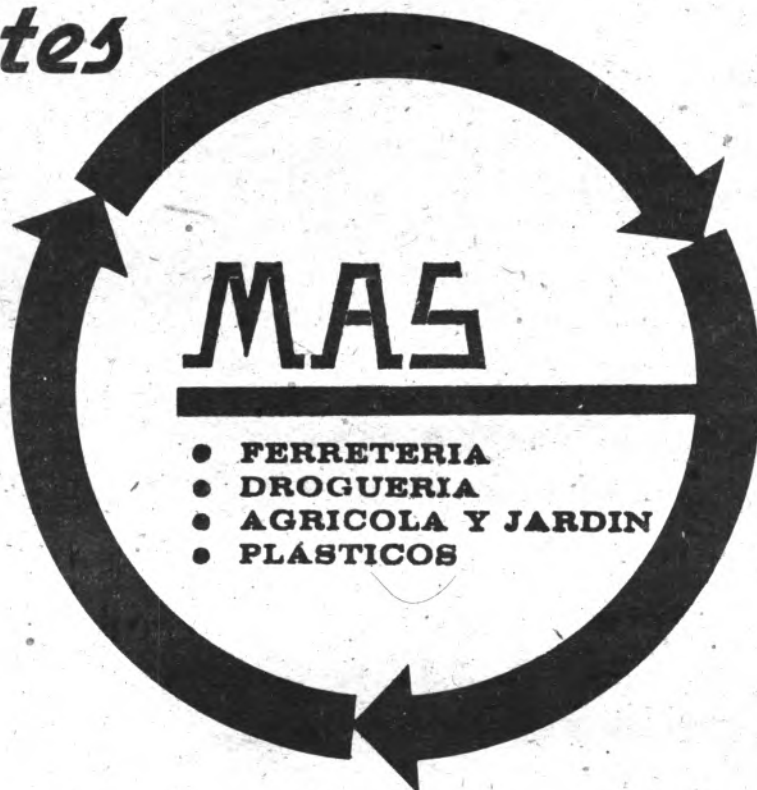 tes
MAS
• FERRETERIA
• DROGUERIA
• AGRICOLA Y JARDIN
• PLÁSTICOS